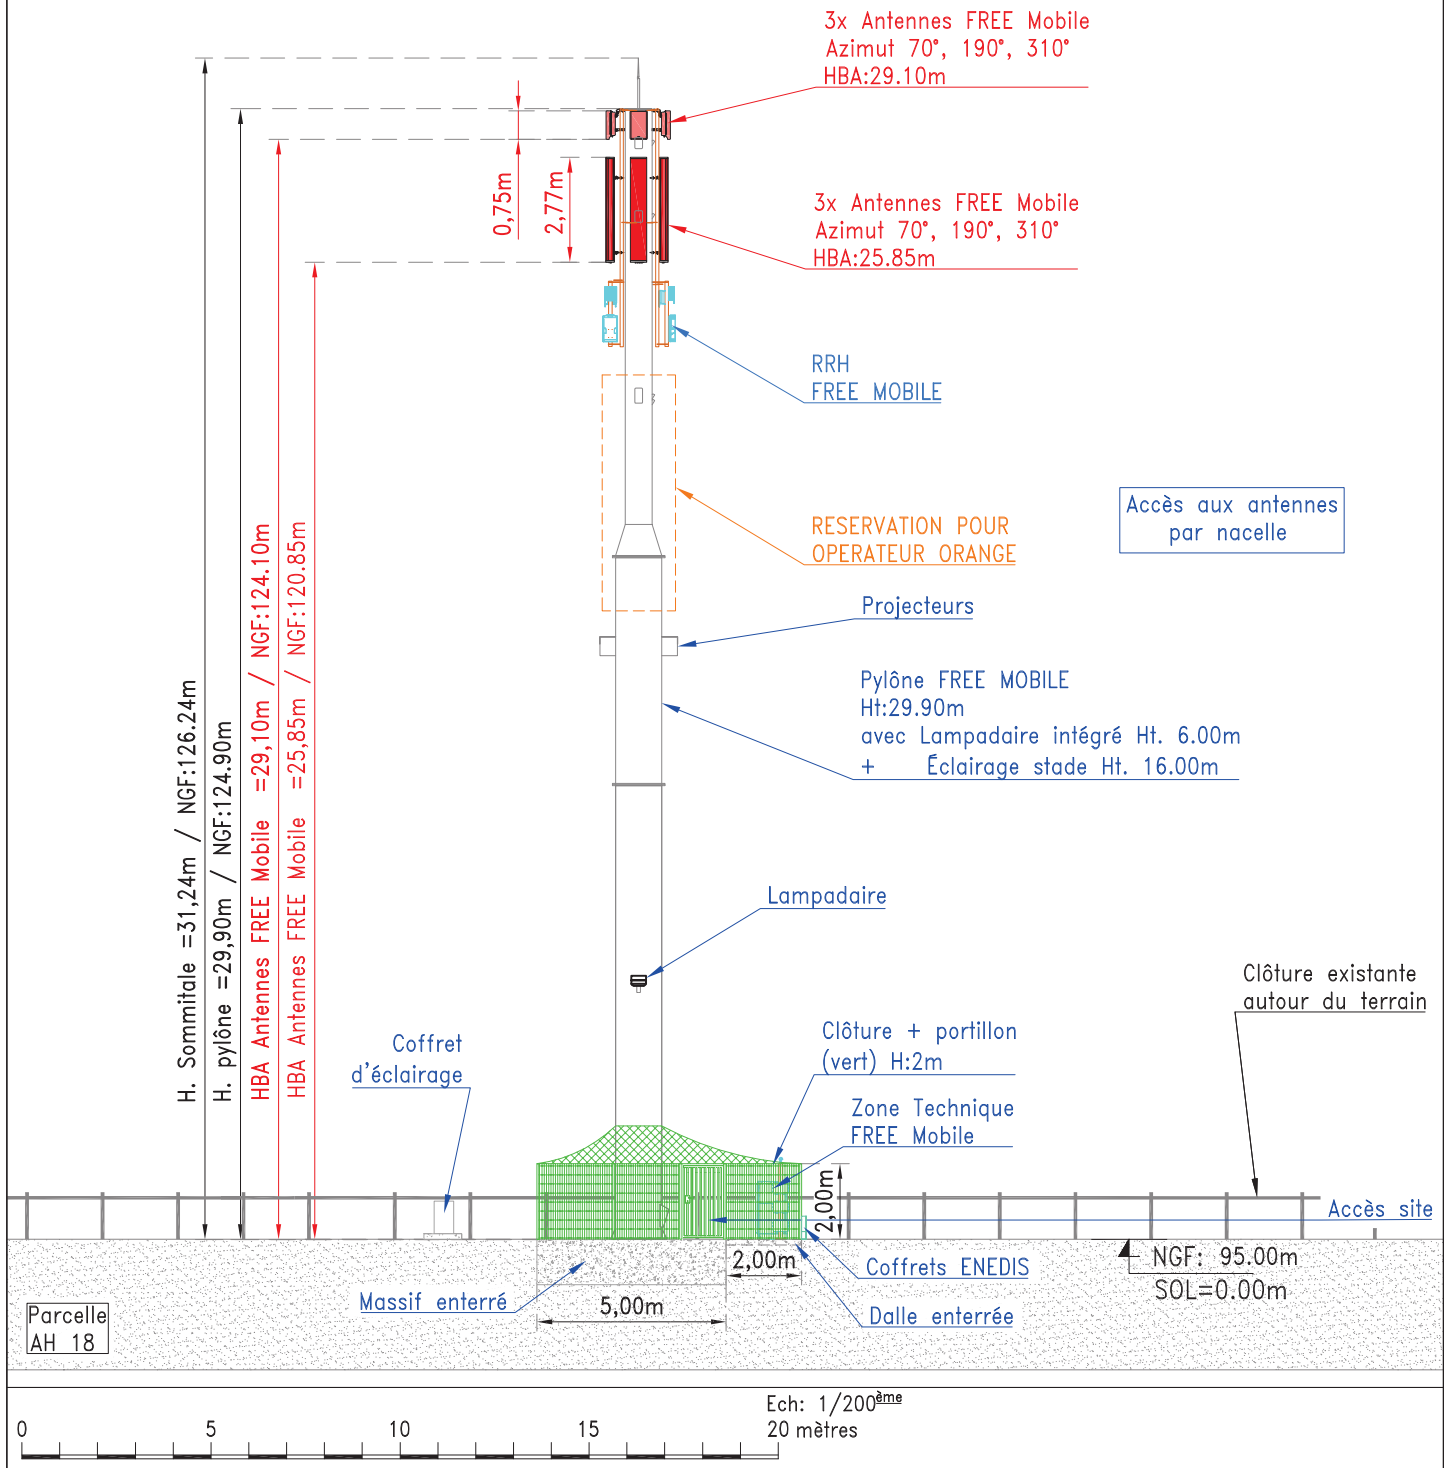 3x Antennes FREE Mobile
Azimut 70°, 190°, 310°
HBA:29.10m
0,75m
2,77m
3x Antennes FREE Mobile
Azimut 70°, 190°, 310°
HBA:25.85m
RRH
FREE MOBILE
RESERVATION POUR
OPERATEUR ORANGE
Accès aux antennes
par nacelle
Projecteurs
Pylône FREE MOBILE
Ht:29.90m
avec Lampadaire intégré Ht. 6.00m
+ Éclairage stade Ht. 16.00m
H. Sommitale =31,24m / NGF:126.24m
H. pylône =29,90m / NGF:124.90m
HBA Antennes FREE Mobile =29,10m / NGF:124.10m
HBA Antennes FREE Mobile =25,85m / NGF:120.85m
Lampadaire
Clôture existante
autour du terrain
Coffret
d'éclairage
Clôture + portillon
(vert) H:2m
Zone Technique
FREE Mobile
2,00m
Accès site
2,00m
Coffrets ENEDIS
NGF: 95.00m
SOL=0.00m
Massif enterré
5,00m
Dalle enterrée
Parcelle
AH 18
Ech: 1/200ème
0 5 10 15 20 mètres